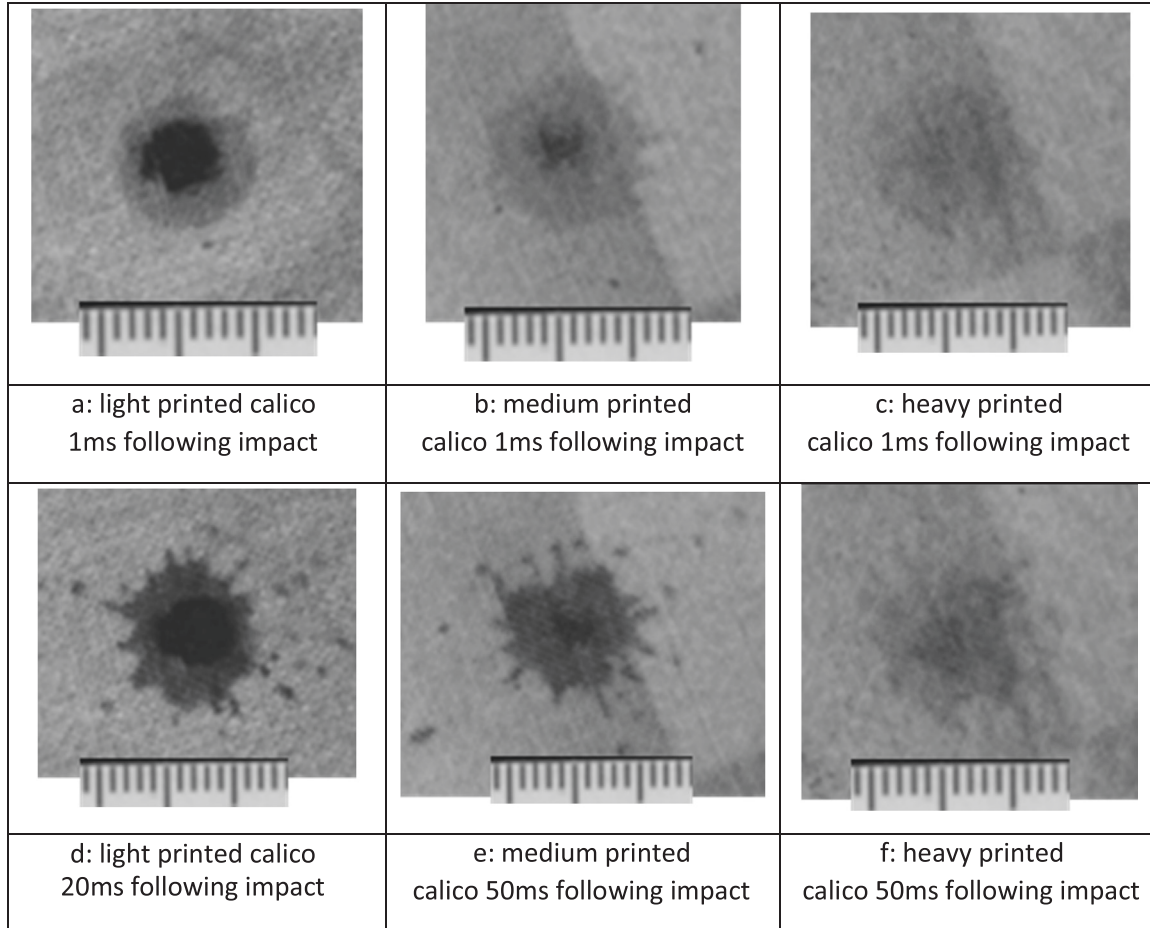 a: light printed calico
1ms following impact
b: medium printed
calico 1ms following impact
c: heavy printed
calico 1ms following impact
d: light printed calico
20ms following impact
e: medium printed
calico 50ms following impact
f: heavy printed
calico 50ms following impact